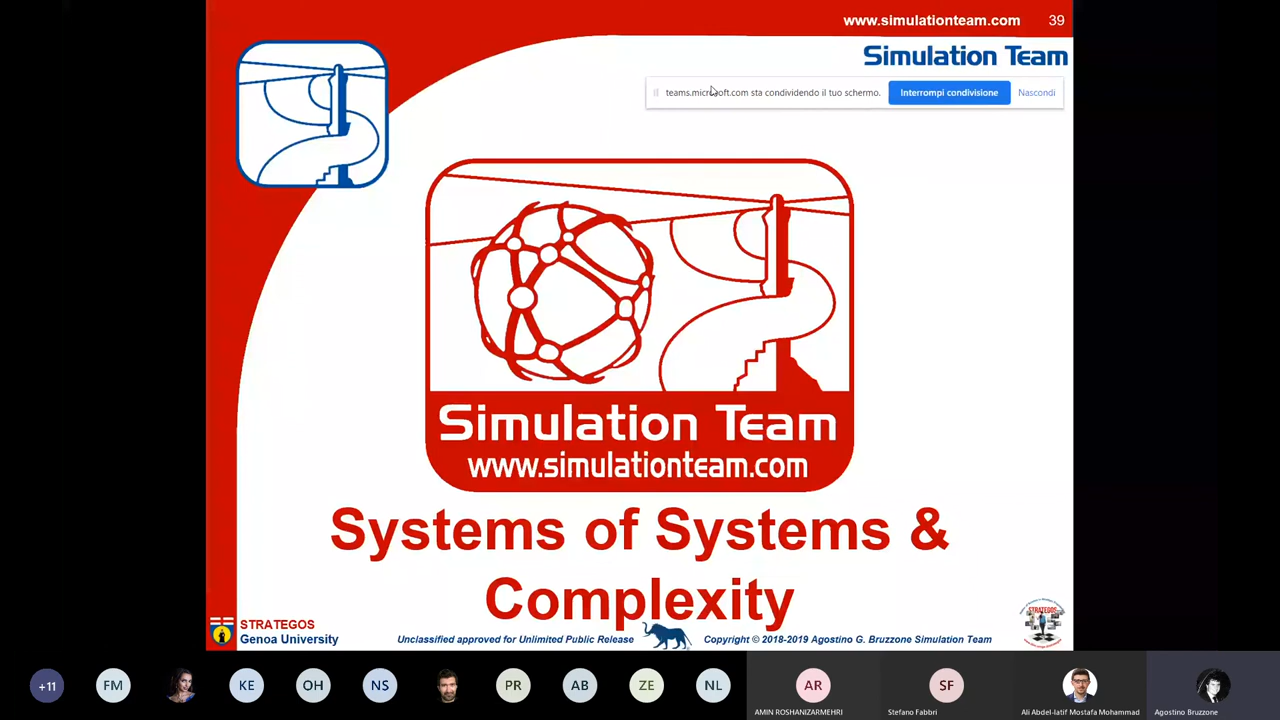 www.simulationteam.com 39
Simulation Team
teams.microsoft.com sta condividendo il tuo schermo. Interrompi condivisione Nascondi
Simulation Team
www.simulationteam.com
Systems of Systems &
Complexity
STRATEGOS
Genoa University
Unclassified approved for Unlimited Public Release
Copyright © 2018-2019 Agostino G. Bruzzone Simulation Team
STRATEGOS
+11 FM KE OH NS PR AB ZE NL AR SF
AMIN ROSHANIZARMEHRI Stefano Fabbri Ali Abdel-latif Mostafa Mohammad Agostino Bruzzone